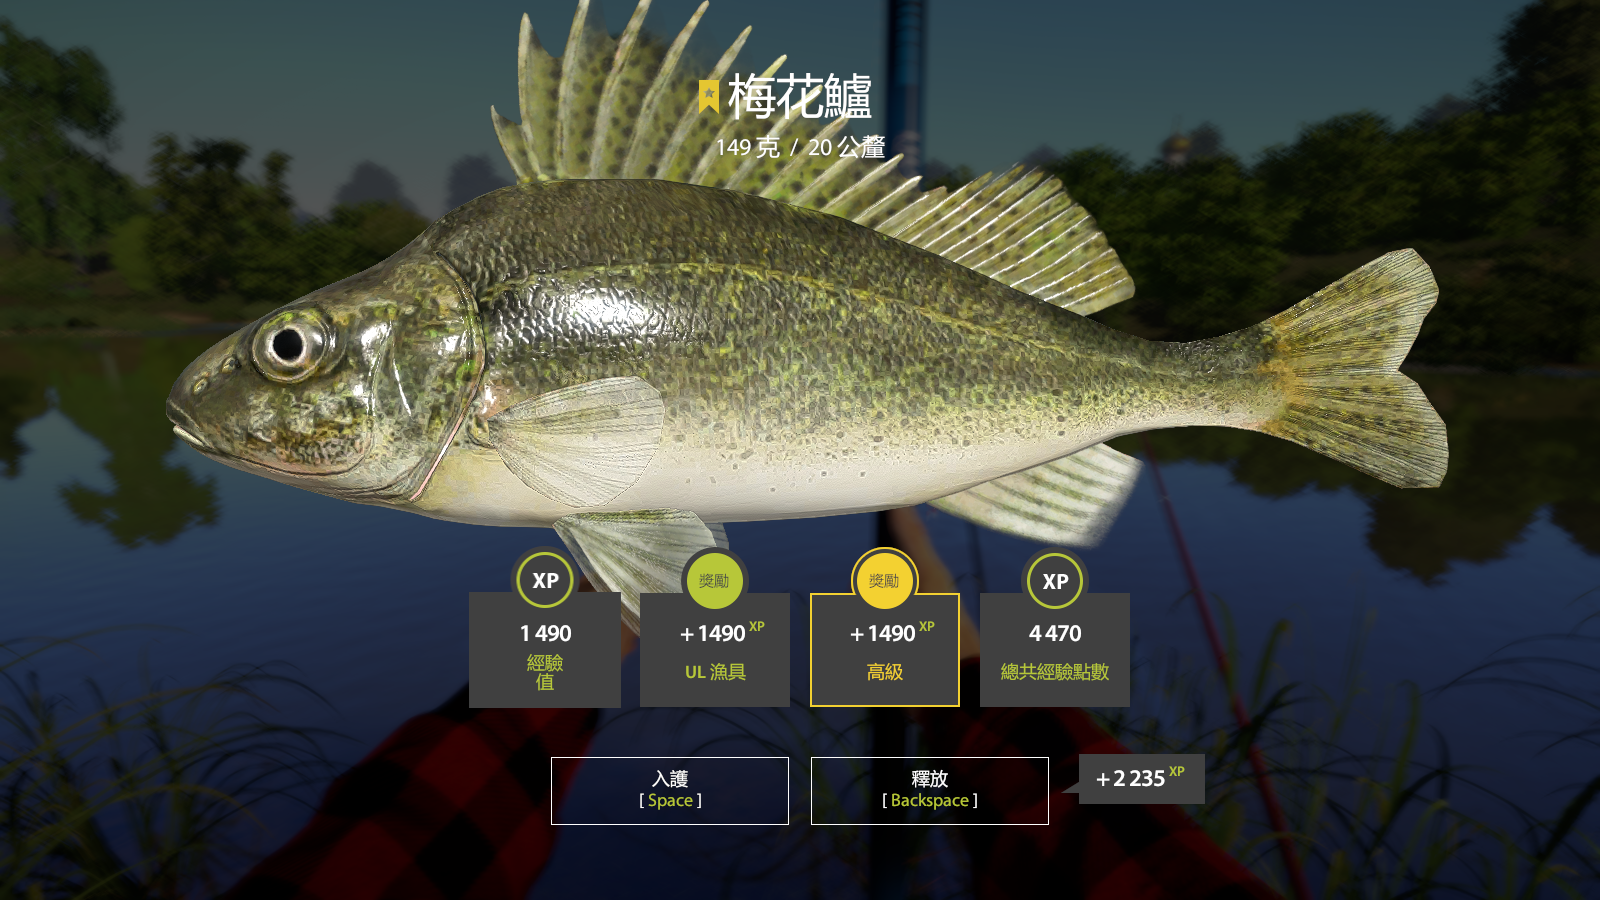 梅花鱸
149 克 / 20 公釐
XP
1 490
經驗
值
獎勵
+ 1490 XP
UL 漁具
獎勵
+ 1490 XP
高級
XP
4 470
總共經驗點數
入護
[ Space ]
釋放
[ Backspace ]
+ 2 235 XP